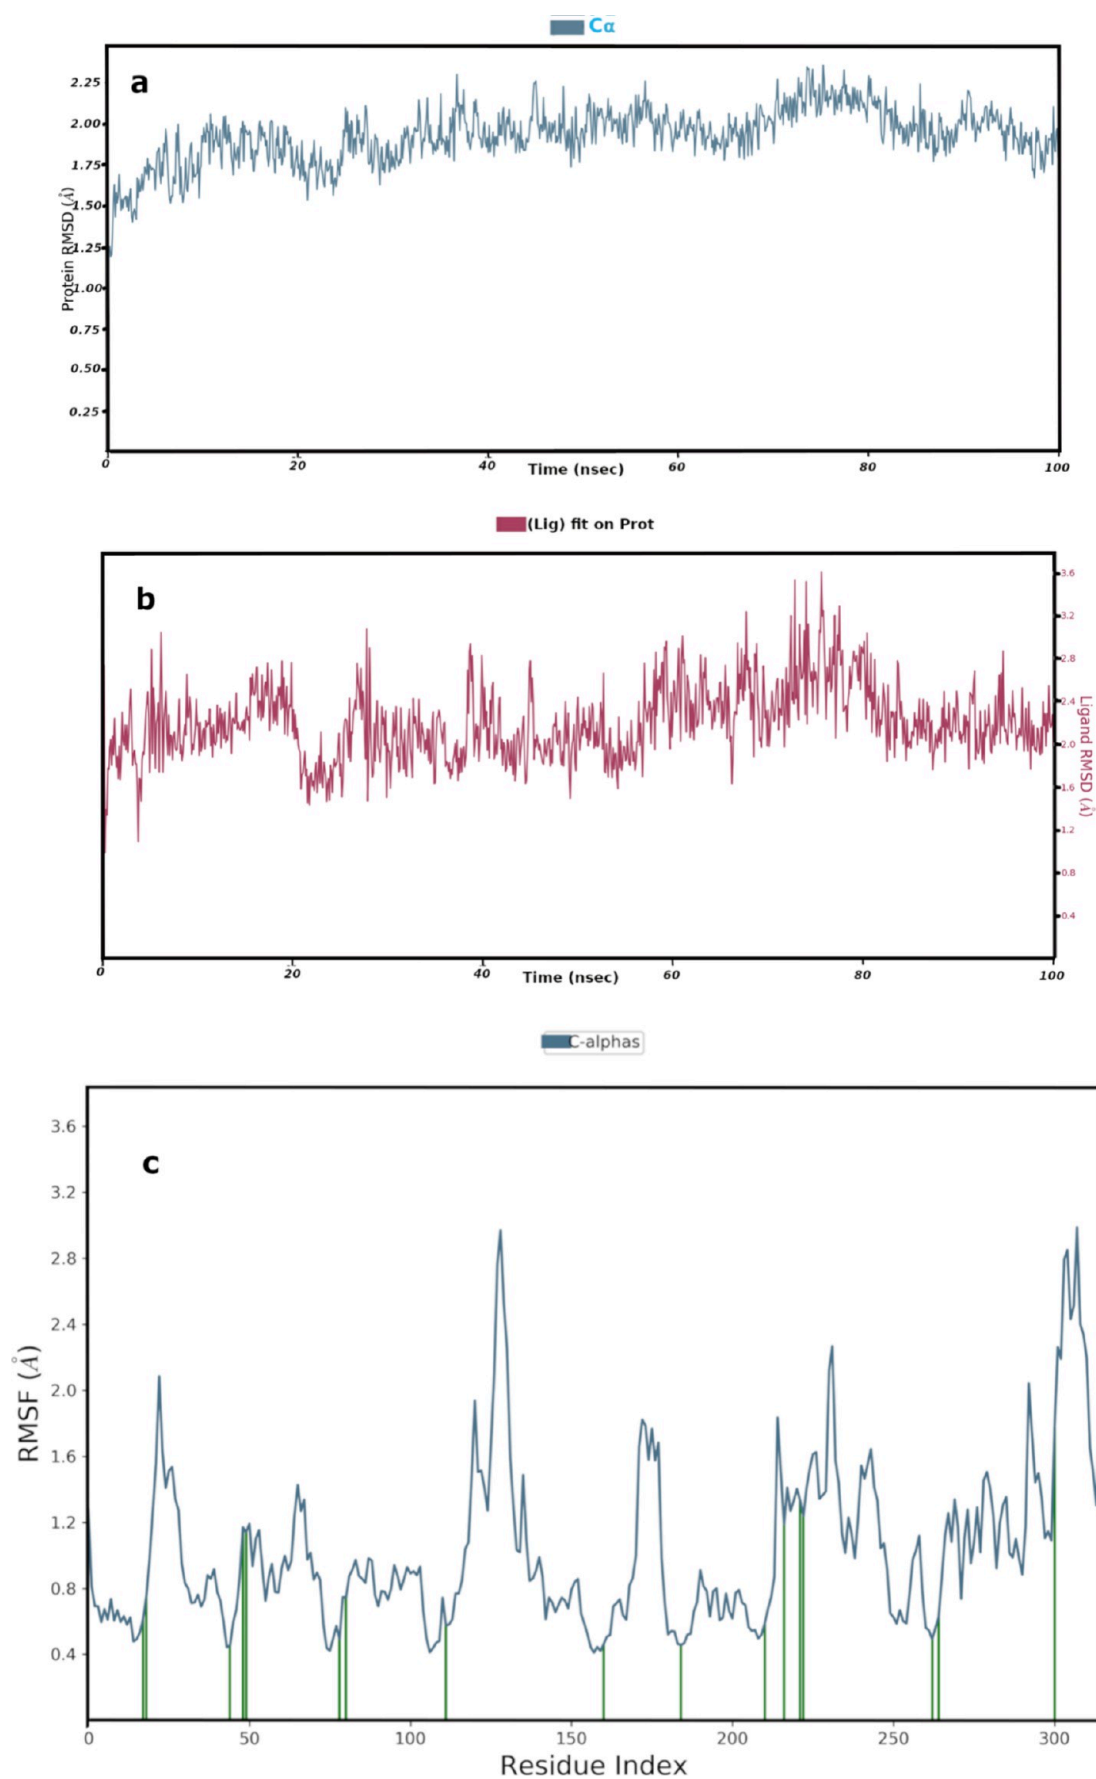 Cα
a
2.25
2.00
1.75
1.50
1.25
1.00
0.75
0.50
0.25
Protein RMSD (Å)
0 20 40 60 80 100
Time (nsec)
(Lig) fit on Prot
b
3.6
3.2
2.8
2.4
2.0
1.6
1.2
0.8
0.4
Ligand RMSD (Å)
0 20 40 60 80 100
Time (nsec)
C-alphas
c
3.6
3.2
2.8
2.4
2.0
1.6
1.2
0.8
0.4
RMSF (Å)
0 50 100 150 200 250 300
Residue Index